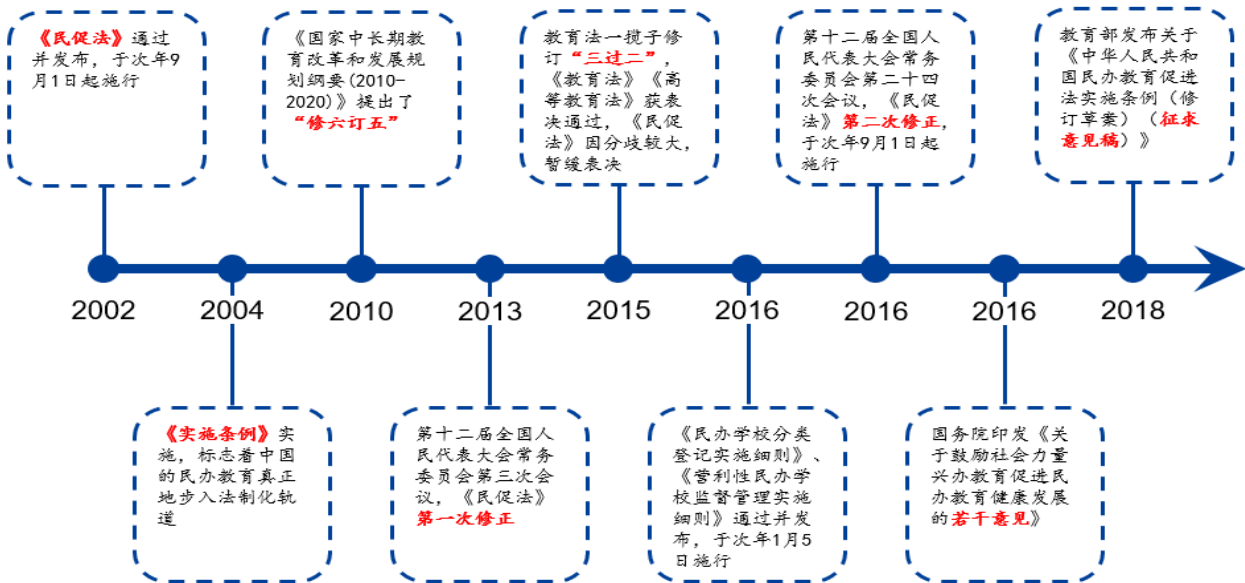 《民促法》通过
并发布，于次年9
月1日起施行
《国家中长期教
育改革和发展规
划纲要(2010-
2020)》提出了
“修六订五”
教育法一揽子修
订“三过二”，
《教育法》《高
等教育法》获表
决通过，《民促
法》因分歧较大，
暂缓表决
第十二届全国人
民代表大会常务
委员会第二十四
次会议，《民促
法》第二次修正，
于次年9月1日起
施行
教育部发布关于
《中华人民共和
国民办教育促进
法实施条例（修
订草案）（征求
意见稿）》
2002
2004
2010
2013
2015
2016
2016
2016
2018
《实施条例》实
施，标志着中国
的民办教育真正
地步入法制化轨
道
第十二届全国人
民代表大会常务
委员会第三次会
议，《民促法》
第一次修正
《民办学校分类
登记实施细则》、
《营利性民办学
校监督管理实施
细则》通过并发
布，于次年1月5
日施行
国务院印发《关
于鼓励社会力量
兴办教育促进民
办教育健康发展
的若干意见》